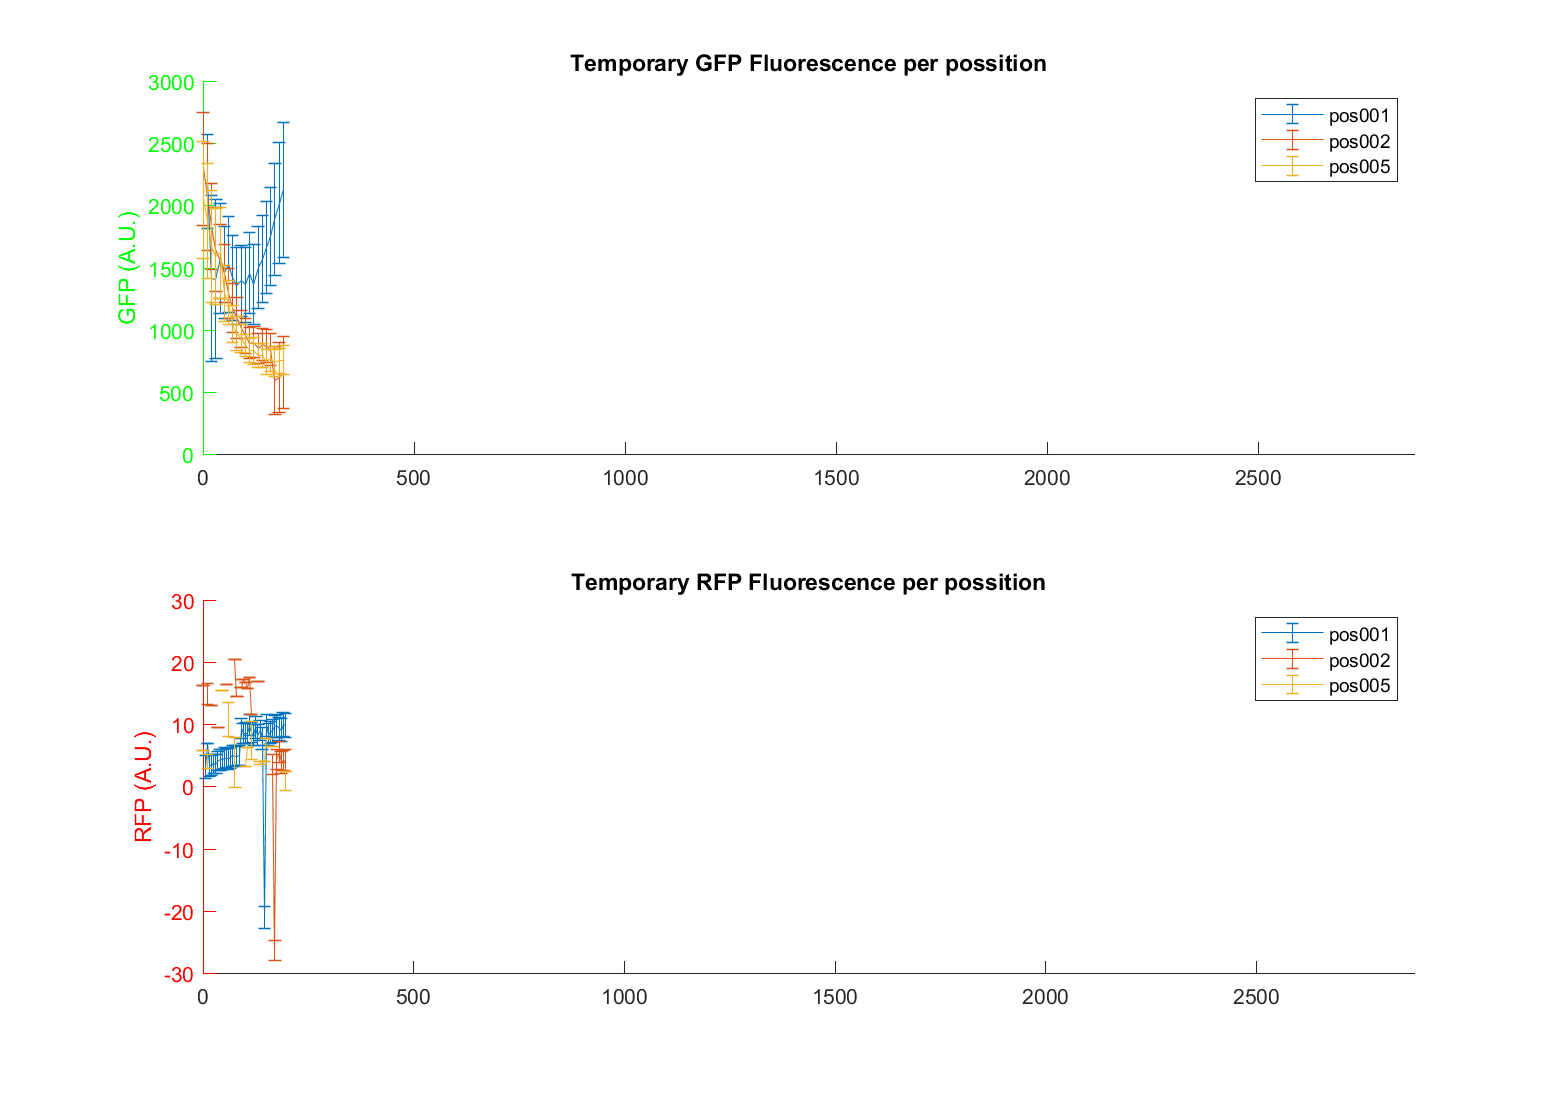 Temporary GFP Fluorescence per possition
3000
2500
2000
1500
1000
500
0
GFP (A.U.)
pos001
pos002
pos005
0 500 1000 1500 2000 2500
Temporary RFP Fluorescence per possition
30
20
10
0
-10
-20
-30
RFP (A.U.)
pos001
pos002
pos005
0 500 1000 1500 2000 2500